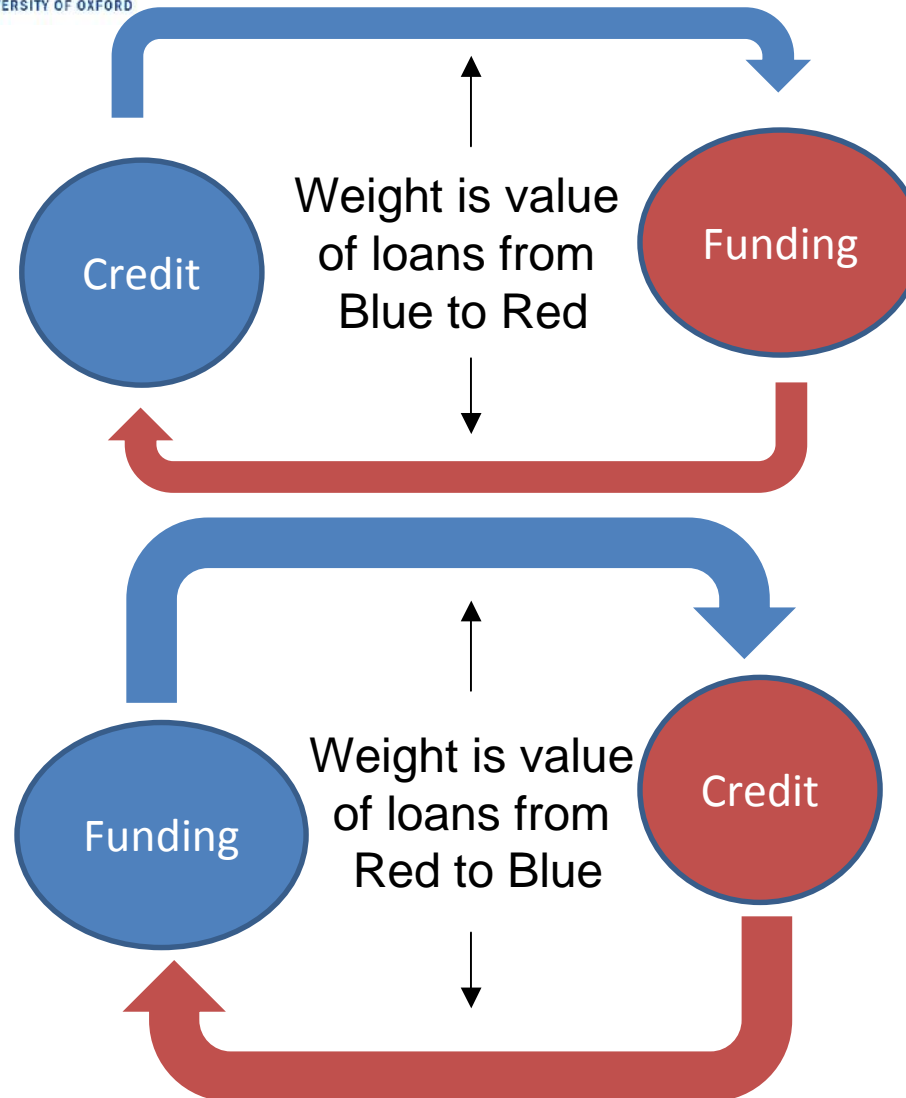 ERSITY OF OXFORD
Weight is value
of loans from
Blue to Red
Credit
Funding
Weight is value
of loans from
Red to Blue
Funding
Credit